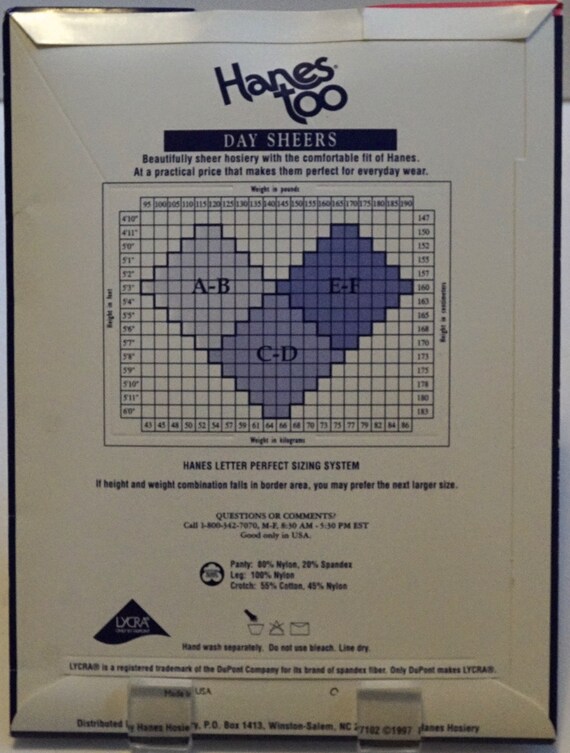 Hanes
too
DAY SHEERS
Beautifully sheer hosiery with the comfortable fit of Hanes.
At a practical price that makes them perfect for everyday wear.
Weight in pounds
95 100 105 110 115 120 125 130 135 140 145 150 155 160 165 170 175 180 185 190
4'10" 147
4'11" 150
5'0" 152
5'1" 155
5'2" 157
5'3" 160
5'4" 163
5'5" 165
5'6" 168
5'7" 170
5'8" 173
5'9" 175
5'10" 178
5'11" 180
6'0" 183
A-B
E-F
C-D
Height in feet
Height in centimeters
43 45 48 50 52 54 57 59 61 64 66 68 70 73 75 77 79 82 84 86
Weight in kilograms
HANES LETTER PERFECT SIZING SYSTEM
If height and weight combination falls in border area, you may prefer the next larger size.
QUESTIONS OR COMMENTS?
Call 1-800-342-7070, M-F, 8:30 AM - 5:30 PM EST
Good only in USA.
Panty: 80% Nylon, 20% Spandex
Leg: 100% Nylon
Crotch: 55% Cotton, 45% Nylon
LYCRA®
Hand wash separately. Do not use bleach. Line dry.
LYCRA® is a registered trademark of the DuPont Company for its brand of spandex fiber. Only DuPont makes LYCRA®.
Made in USA
Distributed by Hanes Hosiery, P.O. Box 1413, Winston-Salem, NC 27102 ©1997 Hanes Hosiery